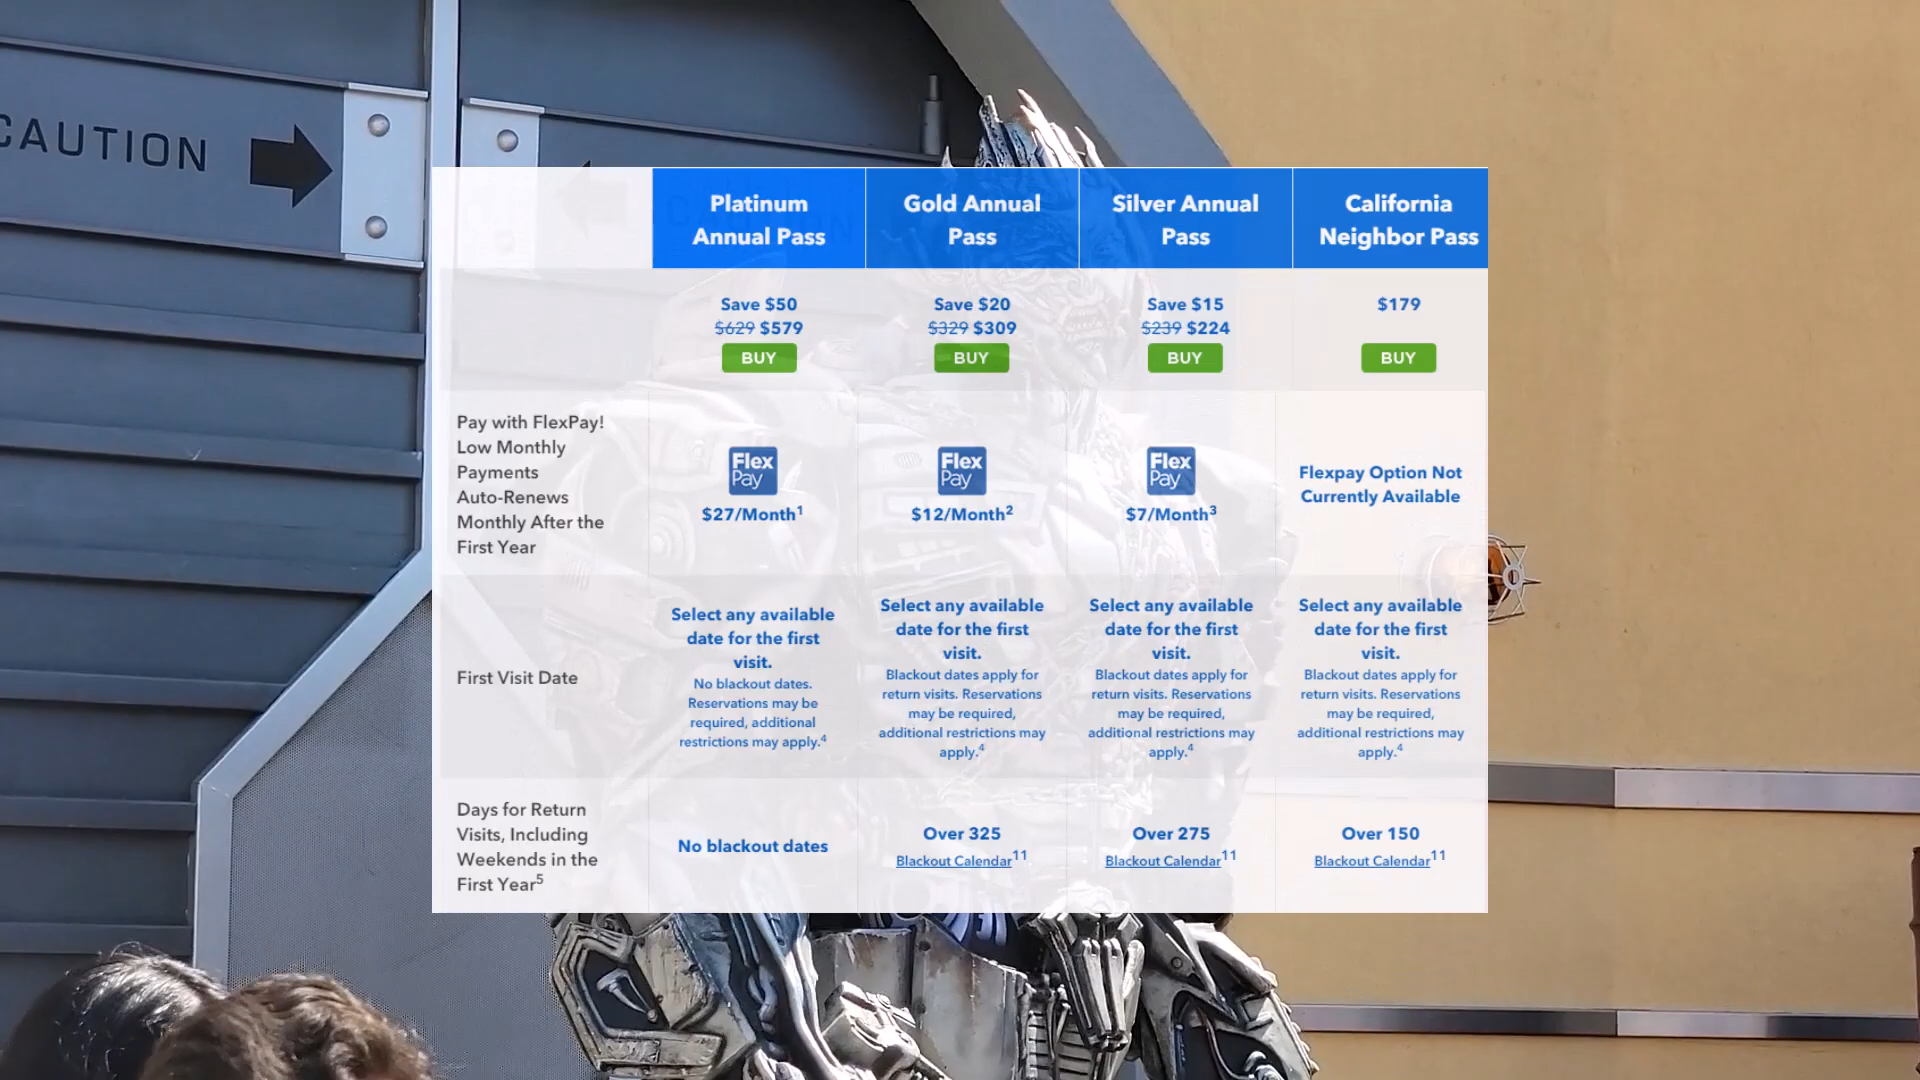 CAUTION
Platinum
Annual Pass
Gold Annual
Pass
Silver Annual
Pass
California
Neighbor Pass
Save $50
$629 $579
BUY
Save $20
$329 $309
BUY
Save $15
$239 $224
BUY
$179
BUY
Pay with FlexPay!
Low Monthly
Payments
Auto-Renews
Monthly After the
First Year
Flex
Pay
$27/Month1
Flex
Pay
$12/Month2
Flex
Pay
$7/Month3
Flexpay Option Not
Currently Available
First Visit Date
Select any available
date for the first
visit.
No blackout dates.
Reservations may be
required, additional
restrictions may apply.4
Select any available
date for the first
visit.
Blackout dates apply for
return visits. Reservations
may be required,
additional restrictions may
apply.4
Select any available
date for the first
visit.
Blackout dates apply for
return visits. Reservations
may be required,
additional restrictions may
apply.4
Select any available
date for the first
visit.
Blackout dates apply for
return visits. Reservations
may be required,
additional restrictions may
apply.4
Days for Return
Visits, Including
Weekends in the
First Year5
No blackout dates
Over 325
Blackout Calendar11
Over 275
Blackout Calendar11
Over 150
Blackout Calendar11